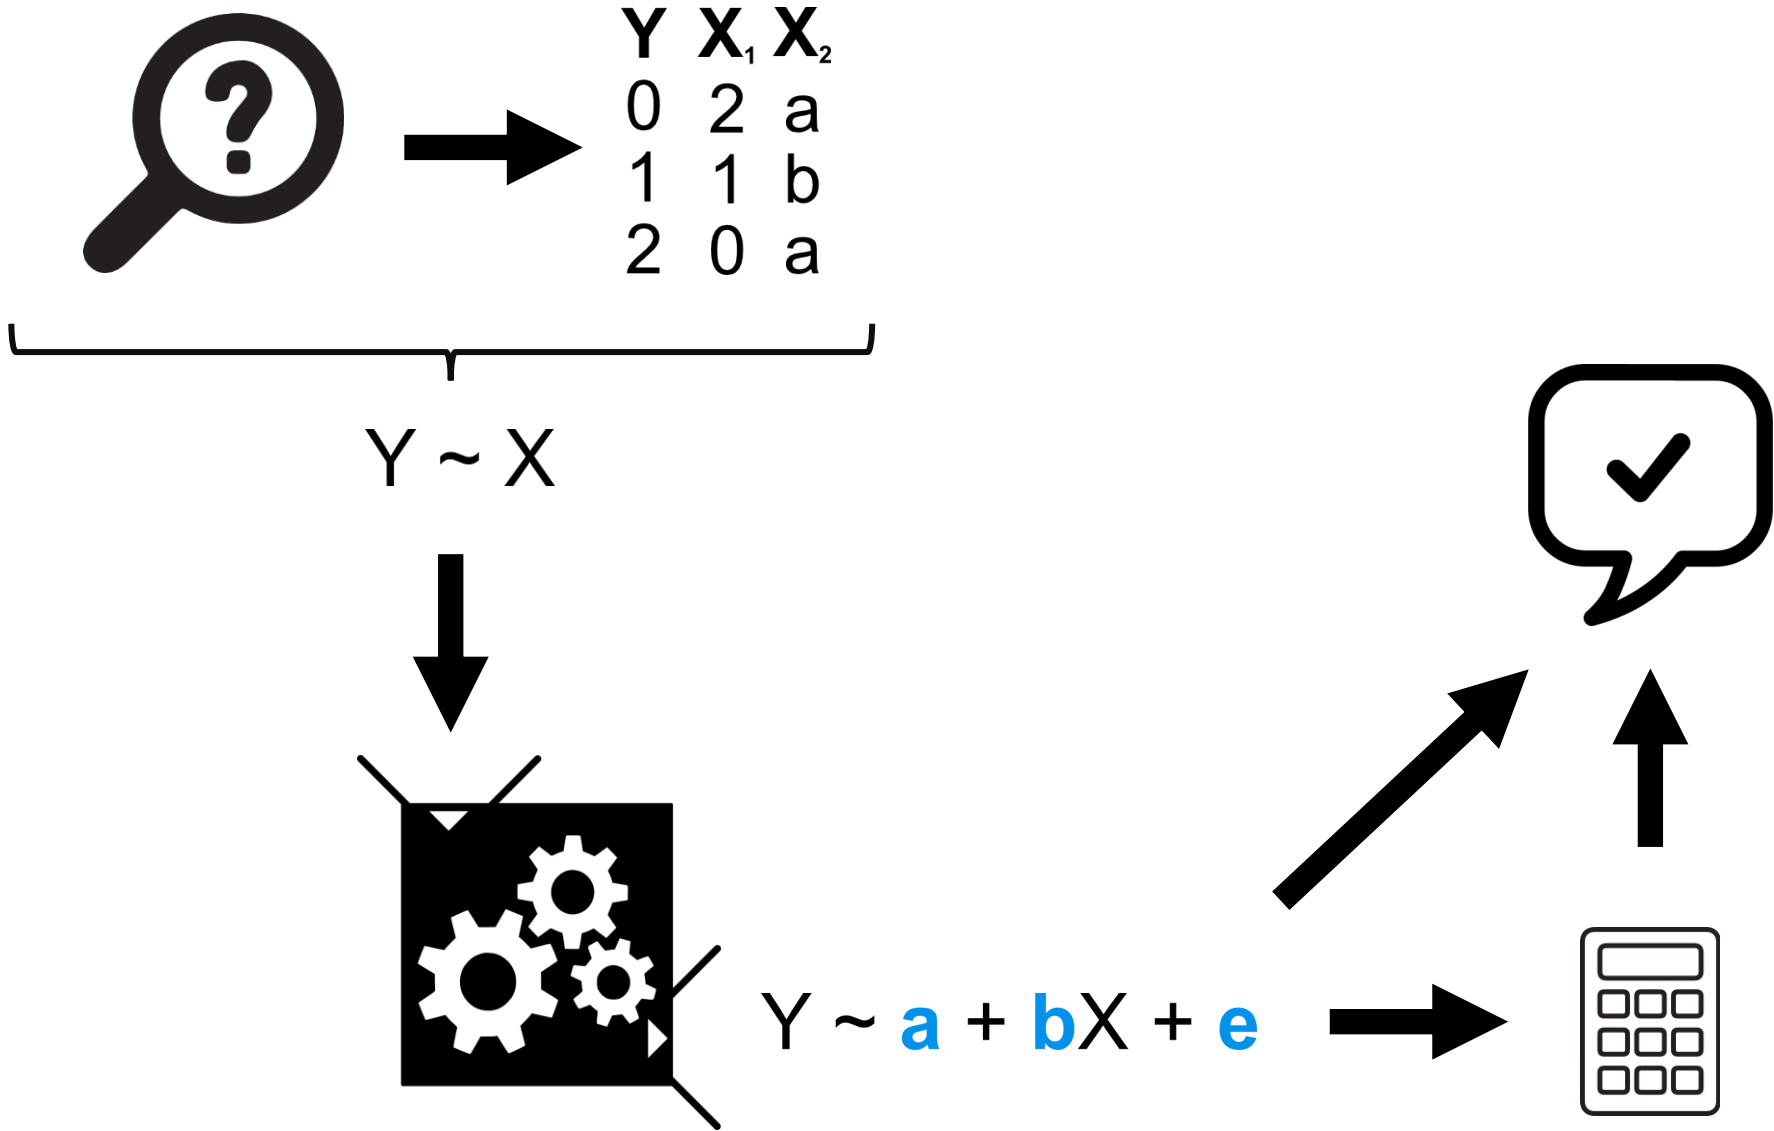 ?
Y X₁ X₂
0 2 a
1 1 b
2 0 a
Y ~ X
Y ~ a + bX + e